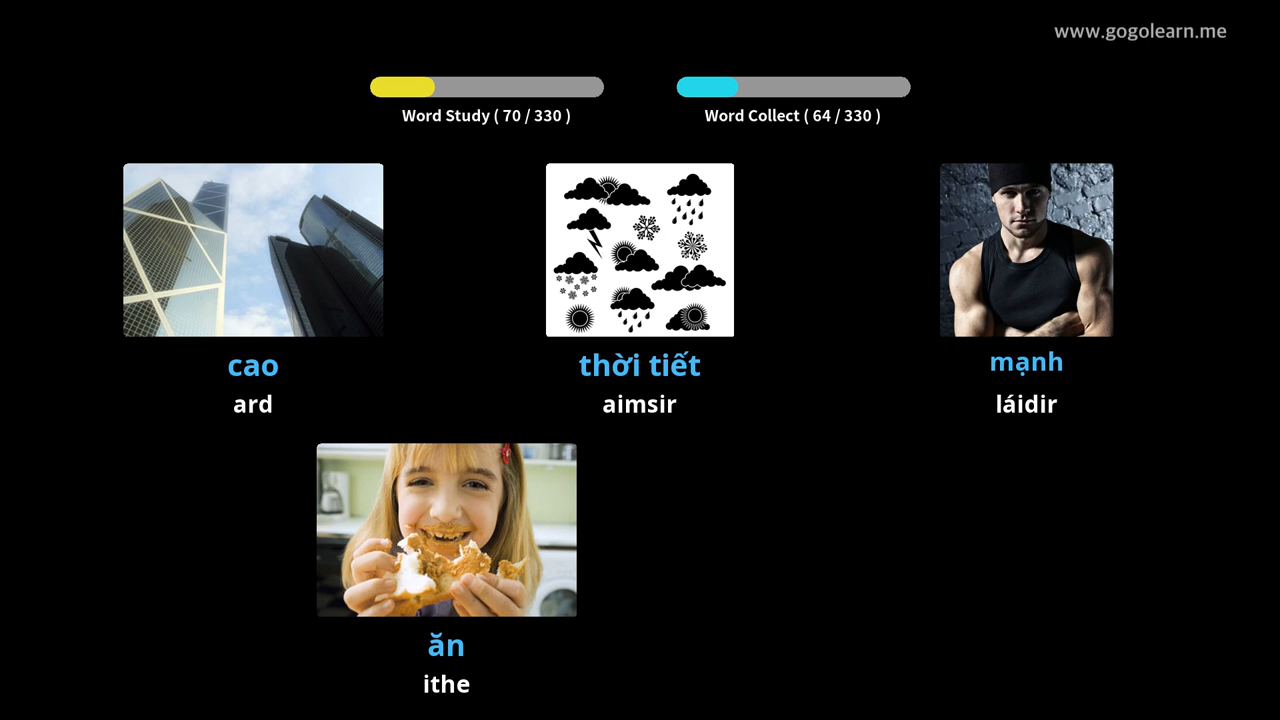 www.gogolearn.me
Word Study ( 70 / 330 )
Word Collect ( 64 / 330 )
cao
thời tiết
mạnh
ard
aimsir
láidir
ăn
ithe